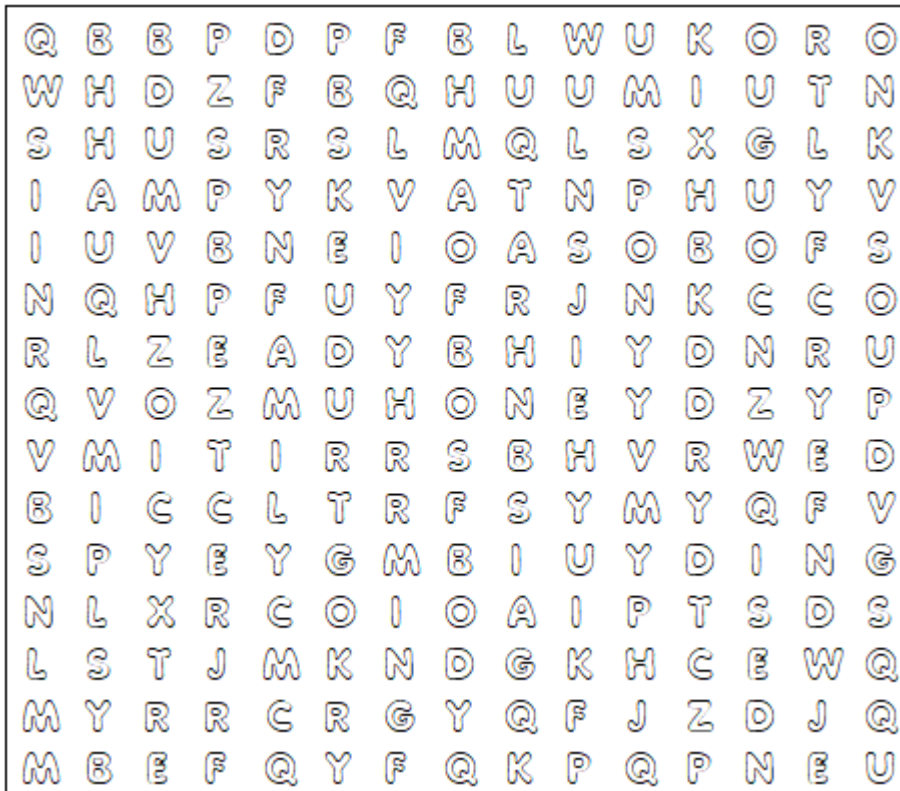 Q B B P D P F B L W U K O R O
W H D Z F B Q H U U M I U T N
S H U S R S L M Q L S X G L K
I A M P Y K V A T N P H U Y V
I U V B N E I O A S O B O F S
N Q H P F U Y F R J N K C C O
R L Z E A D Y B H I Y D N R U
Q V O Z M U H O N E Y D Z Y P
V M I T I R R S B H V R W E D
B I C C L T R F S Y M Y Q F V
S P Y E Y G M B I U Y D I N G
N L X R C O I O A I P T S D S
L S T J M K N D G K H C E W Q
M Y R R C R G Y Q F J Z D J Q
M B E F Q Y F Q K P Q P N E U